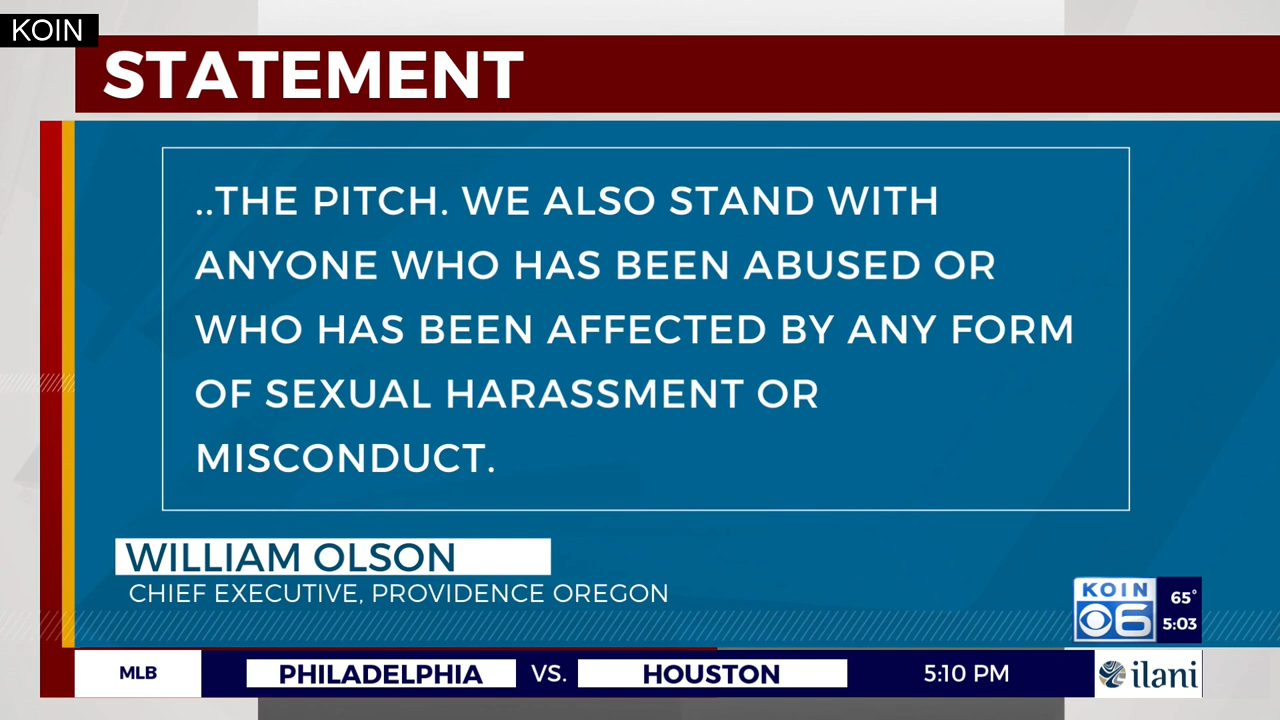 KOIN
STATEMENT
..THE PITCH. WE ALSO STAND WITH
ANYONE WHO HAS BEEN ABUSED OR
WHO HAS BEEN AFFECTED BY ANY FORM
OF SEXUAL HARASSMENT OR
MISCONDUCT.
WILLIAM OLSON
CHIEF EXECUTIVE, PROVIDENCE OREGON
KOIN 65°
6 5:03
MLB PHILADELPHIA VS. HOUSTON 5:10 PM ilani